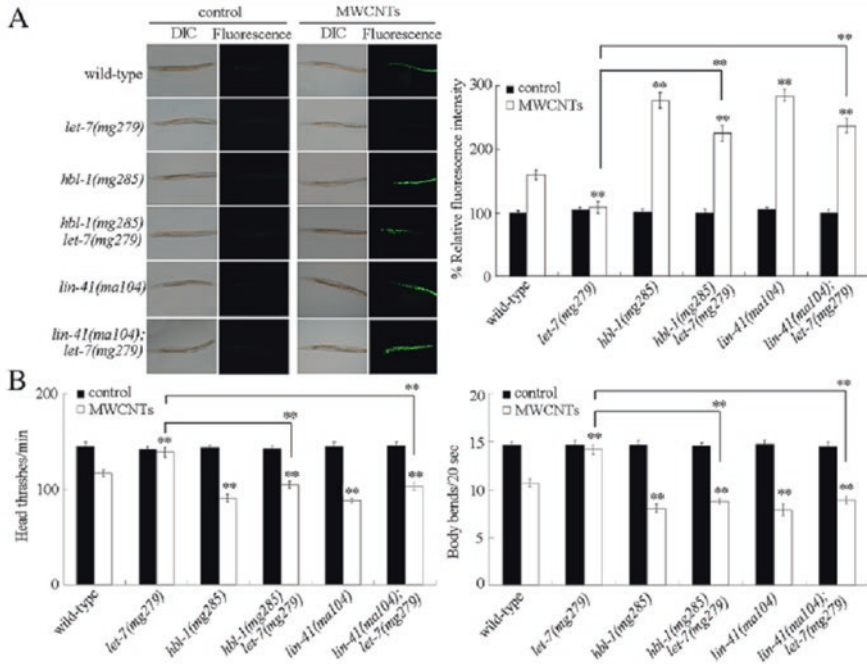 A
control
MWCNTs
DIC Fluorescence
DIC Fluorescence
wild-type
let-7(mg279)
hbl-1(mg285)
hbl-1(mg285)
let-7(mg279)
lin-41(ma104)
lin-41(ma104);
let-7(mg279)
% Relative fluorescence intensity
300
200
100
0
control
MWCNTs
**
**
**
**
**
**
**
wild-type
let-7(mg279)
hbl-1(mg285)
hbl-1(mg285)
let-7(mg279)
lin-41(ma104)
lin-41(ma104);
let-7(mg279)
B
Head thrashes/min
200
100
0
control
MWCNTs
**
**
**
**
**
**
**
wild-type
let-7(mg279)
hbl-1(mg285)
hbl-1(mg285)
let-7(mg279)
lin-41(ma104)
lin-41(ma104);
let-7(mg279)
Body bends/20 sec
20
15
10
5
0
control
MWCNTs
**
**
**
**
**
**
**
wild-type
let-7(mg279)
hbl-1(mg285)
hbl-1(mg285)
let-7(mg279)
lin-41(ma104)
lin-41(ma104);
let-7(mg279)